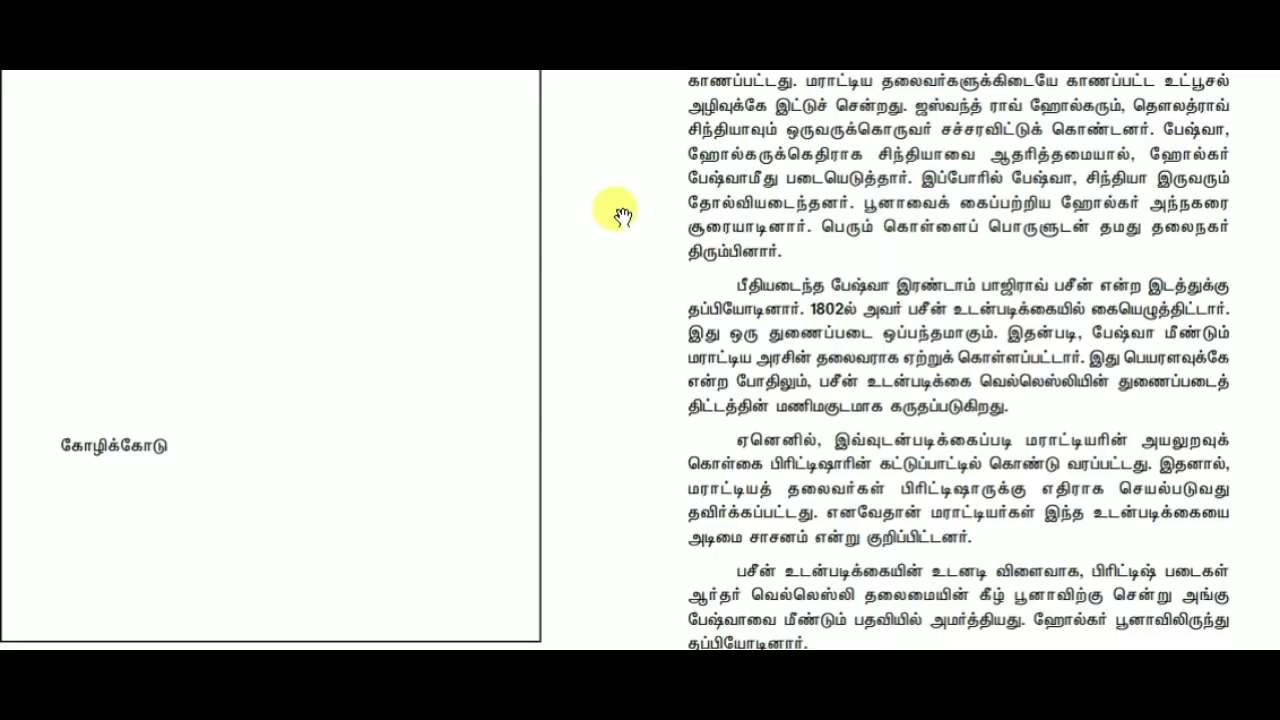 காணப்பட்டது. மராட்டிய தலைவர்களுக்கிடையே காணப்பட்ட உட்பூசல்
அழிவுக்கே இட்டுச் சென்றது. ஜஸ்வந்த் ராவ் ஹோல்கரும், தௌலத்ராவ்
சிந்தியாவும் ஒருவருக்கொருவர் சச்சரவிட்டுக் கொண்டனர். பேஷ்வா,
ஹோல்கருக்கெதிராக சிந்தியாவை ஆதரித்தமையால், ஹோல்கர்
பேஷ்வாமீது படையெடுத்தார். இப்போரில் பேஷ்வா, சிந்தியா இருவரும்
தோல்வியடைந்தனர். பூனாவைக் கைப்பற்றிய ஹோல்கர் அந்நகரை
சூரையாடினார். பெரும் கொள்ளைப் பொருளுடன் தமது தலைநகர்
திரும்பினார்.
பீதியடைந்த பேஷ்வா இரண்டாம் பாஜிராவ் பசீன் என்ற இடத்துக்கு
தப்பியோடினார். 1802ல் அவர் பசீன் உடன்படிக்கையில் கையெழுத்திட்டார்.
இது ஒரு துணைப்படை ஒப்பந்தமாகும். இதன்படி, பேஷ்வா மீண்டும்
மராட்டிய அரசின் தலைவராக ஏற்றுக் கொள்ளப்பட்டார். இது பெயரளவுக்கே
என்ற போதிலும், பசீன் உடன்படிக்கை வெல்லெஸ்லியின் துணைப்படைத்
திட்டத்தின் மணிமகுடமாக கருதப்படுகிறது.
ஏனெனில், இவ்வுடன்படிக்கைப்படி மராட்டியரின் அயலுறவுக்
கொள்கை பிரிட்டிஷாரின் கட்டுப்பாட்டில் கொண்டு வரப்பட்டது. இதனால்,
மராட்டியத் தலைவர்கள் பிரிட்டிஷாருக்கு எதிராக செயல்படுவது
தவிர்க்கப்பட்டது. எனவேதான் மராட்டியர்கள் இந்த உடன்படிக்கையை
அடிமை சாசனம் என்று குறிப்பிட்டனர்.
பசீன் உடன்படிக்கையின் உடனடி விளைவாக, பிரிட்டிஷ் படைகள்
ஆர்தர் வெல்லெஸ்லி தலைமையின் கீழ் பூனாவிற்கு சென்று அங்கு
பேஷ்வாவை மீண்டும் பதவியில் அமர்த்தியது. ஹோல்கர் பூனாவிலிருந்து
தப்பியோடினார்.
கோழிக்கோடு